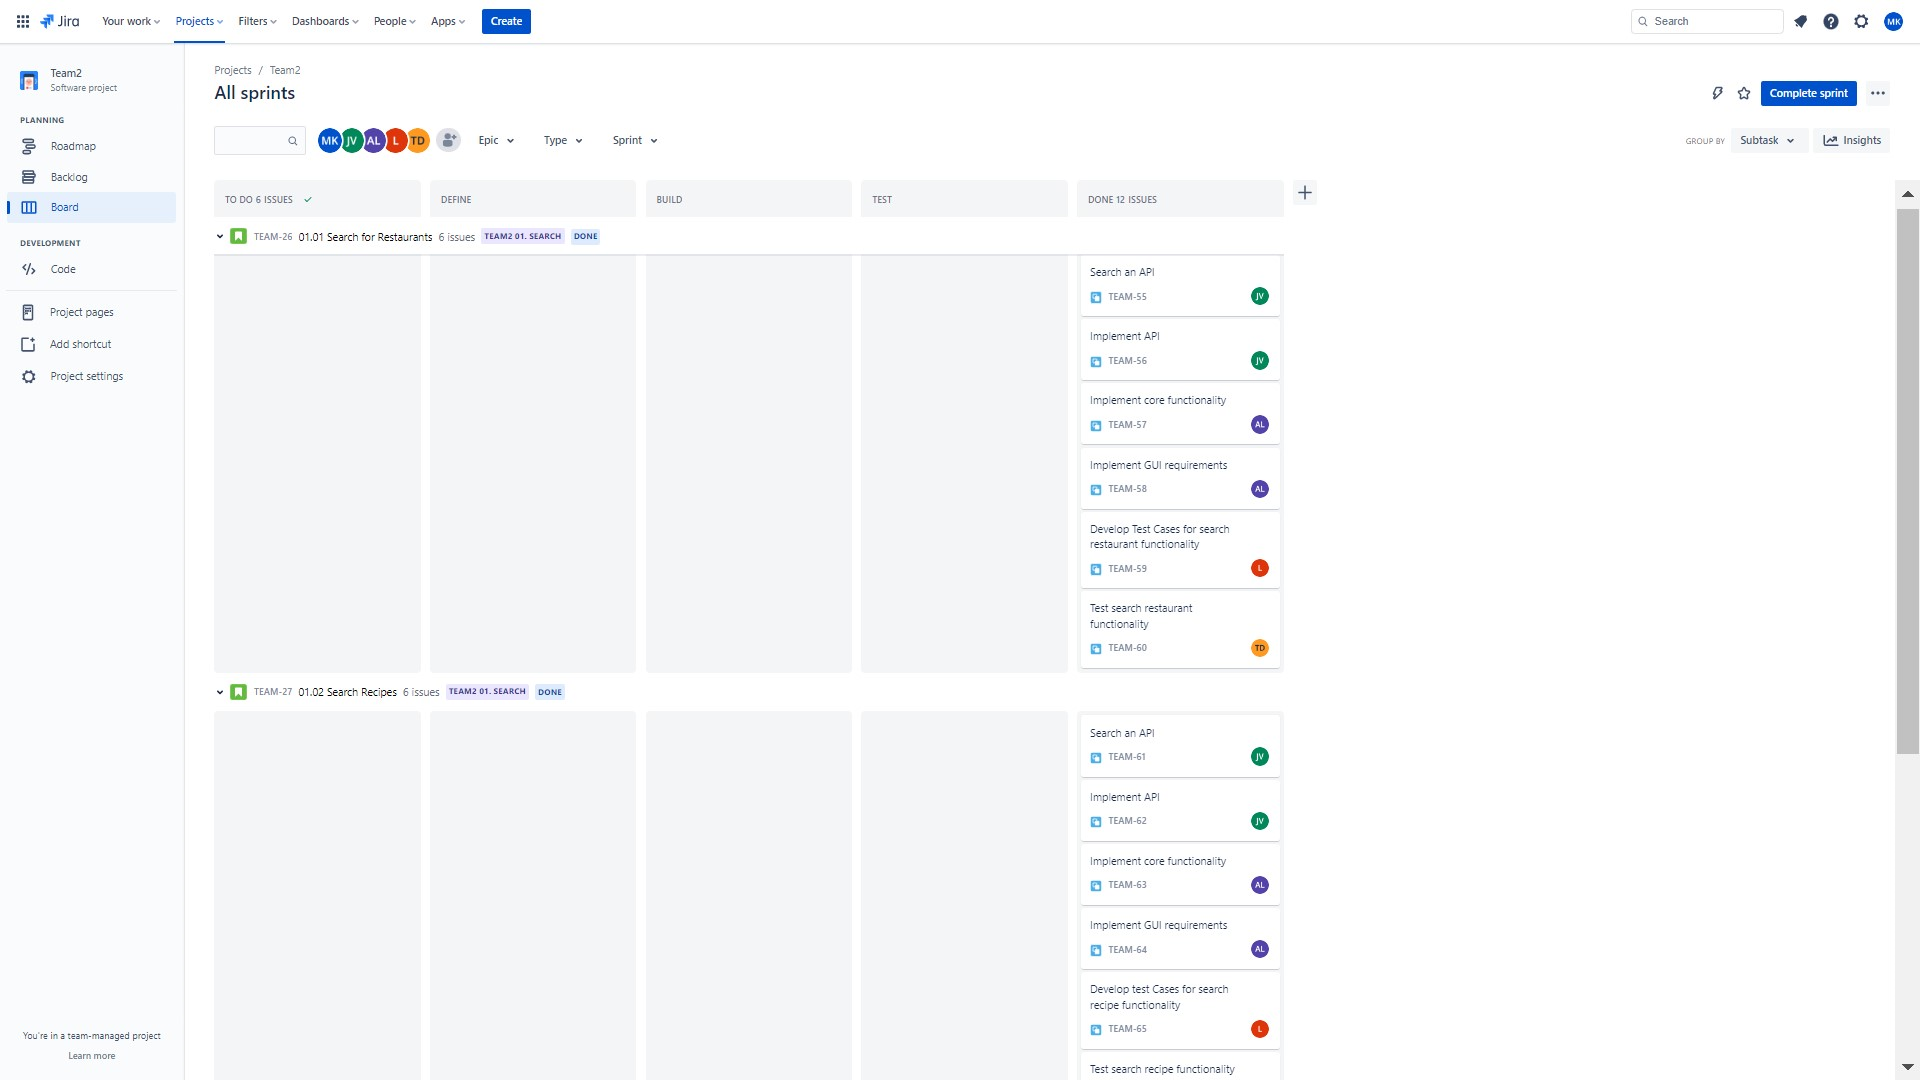 Jira Your work Projects Filters Dashboards People Apps Create Search MK
Team2
Software project
PLANNING
Roadmap
Backlog
Board
DEVELOPMENT
Code
Project pages
Add shortcut
Project settings
You're in a team-managed project
Learn more
Projects / Team2
All sprints
Complete sprint
MK JV AL L TD Epic Type Sprint GROUP BY Subtask Insights
TO DO 6 ISSUES DEFINE BUILD TEST DONE 12 ISSUES
TEAM-26 01.01 Search for Restaurants 6 issues TEAM2 01. SEARCH DONE
Search an API
TEAM-55 JV
Implement API
TEAM-56 JV
Implement core functionality
TEAM-57 AL
Implement GUI requirements
TEAM-58 AL
Develop Test Cases for search
restaurant functionality
TEAM-59 L
Test search restaurant
functionality
TEAM-60 TD
TEAM-27 01.02 Search Recipes 6 issues TEAM2 01. SEARCH DONE
Search an API
TEAM-61 JV
Implement API
TEAM-62 JV
Implement core functionality
TEAM-63 AL
Implement GUI requirements
TEAM-64 AL
Develop test Cases for search
recipe functionality
TEAM-65 L
Test search recipe functionality